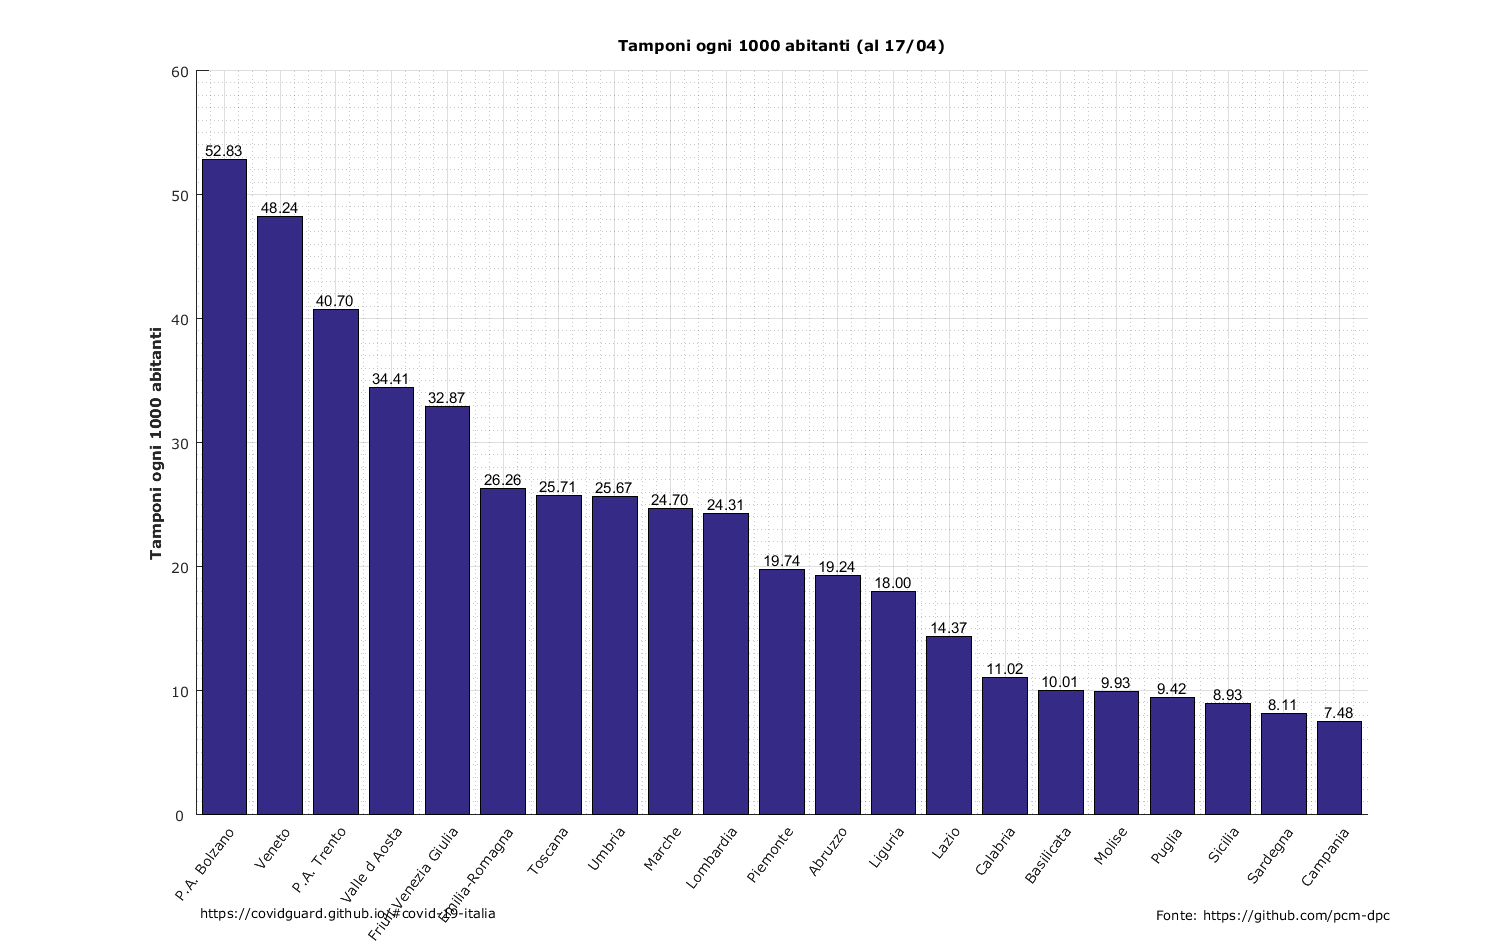 Tamponi ogni 1000 abitanti (al 17/04)
Tamponi ogni 1000 abitanti
60
50
40
30
20
10
0
52.83
48.24
40.70
34.41
32.87
26.26
25.71
25.67
24.70
24.31
19.74
19.24
18.00
14.37
11.02
10.01
9.93
9.42
8.93
8.11
7.48
P.A. Bolzano
Veneto
P.A. Trento
Valle d Aosta
Friuli Venezia Giulia
Emilia-Romagna
Toscana
Umbria
Marche
Lombardia
Piemonte
Abruzzo
Liguria
Lazio
Calabria
Basilicata
Molise
Puglia
Sicilia
Sardegna
Campania
https://covidguard.github.io/#covid-19-italia
Fonte: https://github.com/pcm-dpc